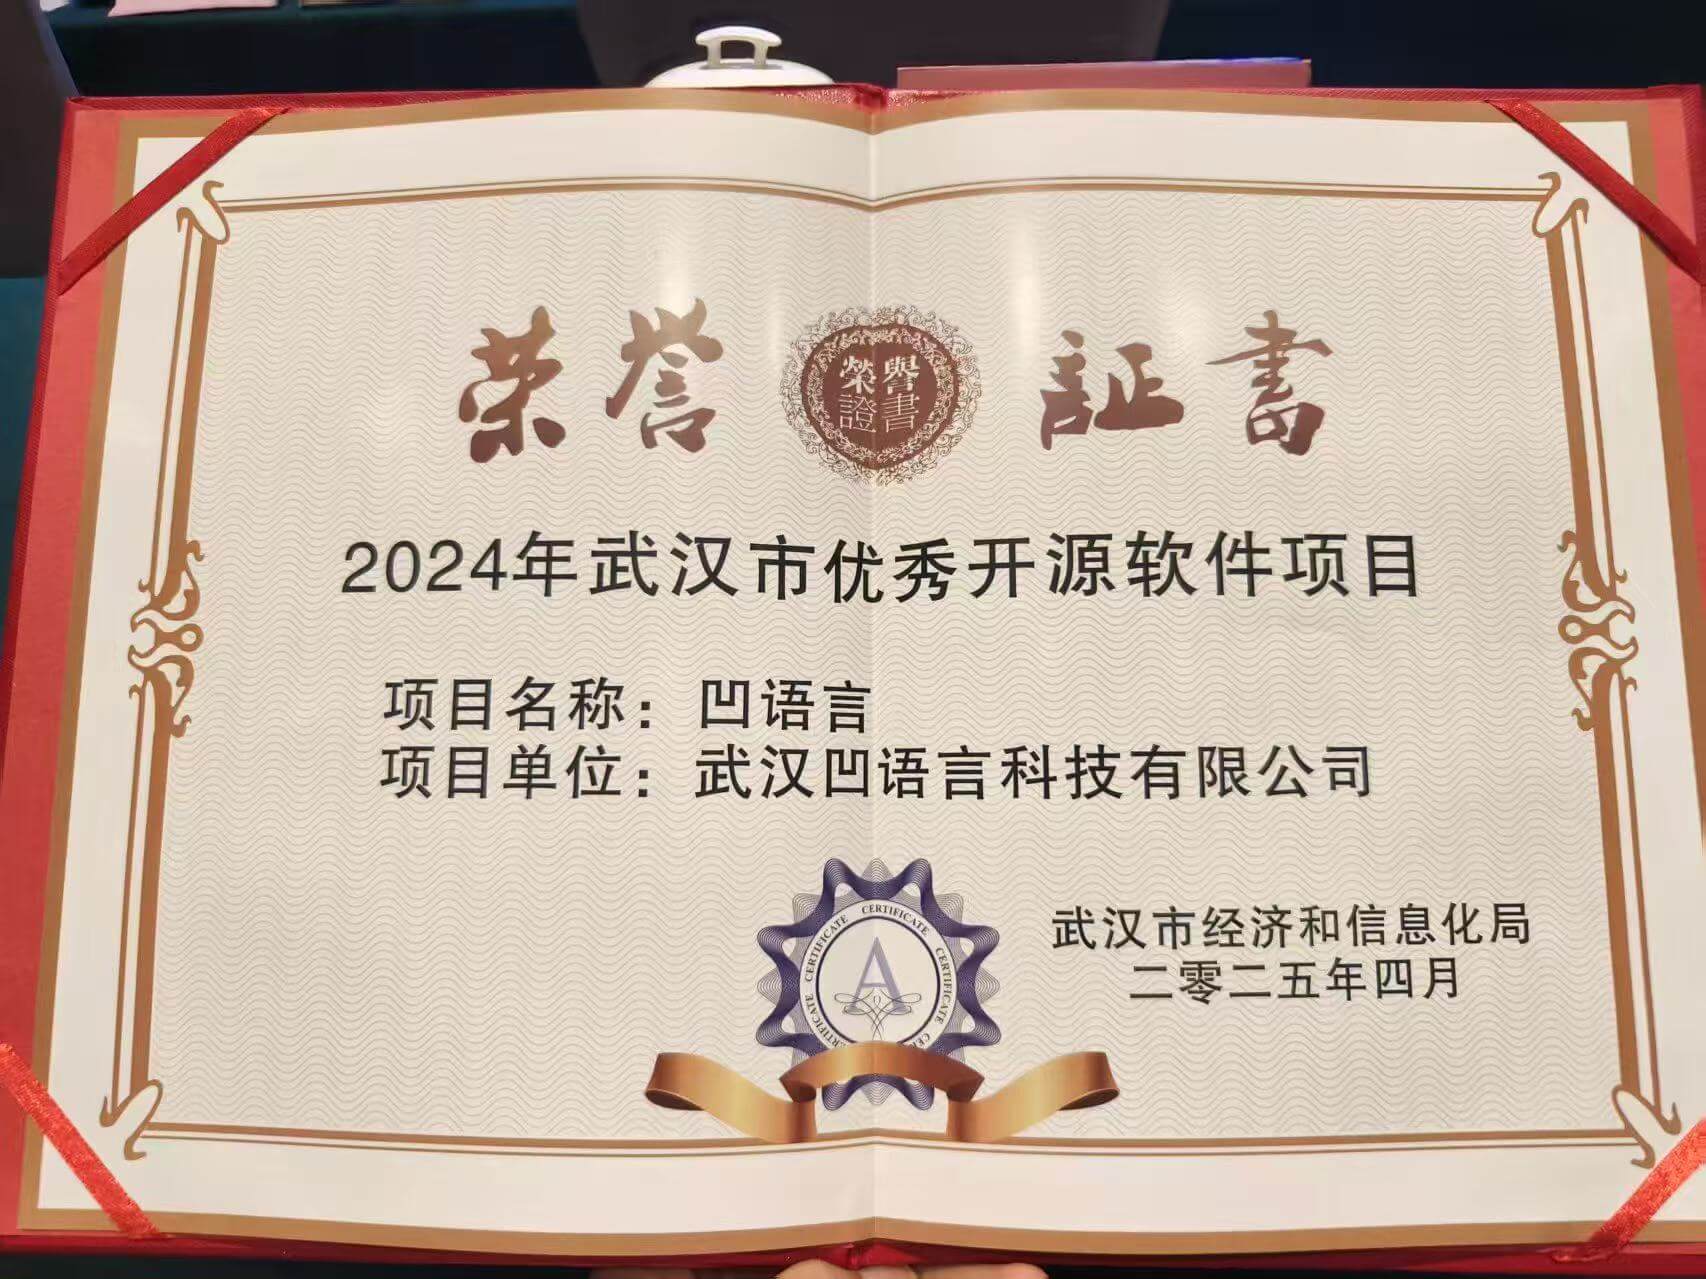 荣誉 證書
榮譽
證書
2024年武汉市优秀开源软件项目
项目名称：凹语言
项目单位：武汉凹语言科技有限公司
CERTIFICATE CERTIFICATE CERTIFICATE CERTIFICATE
A
武汉市经济和信息化局
二零二五年四月